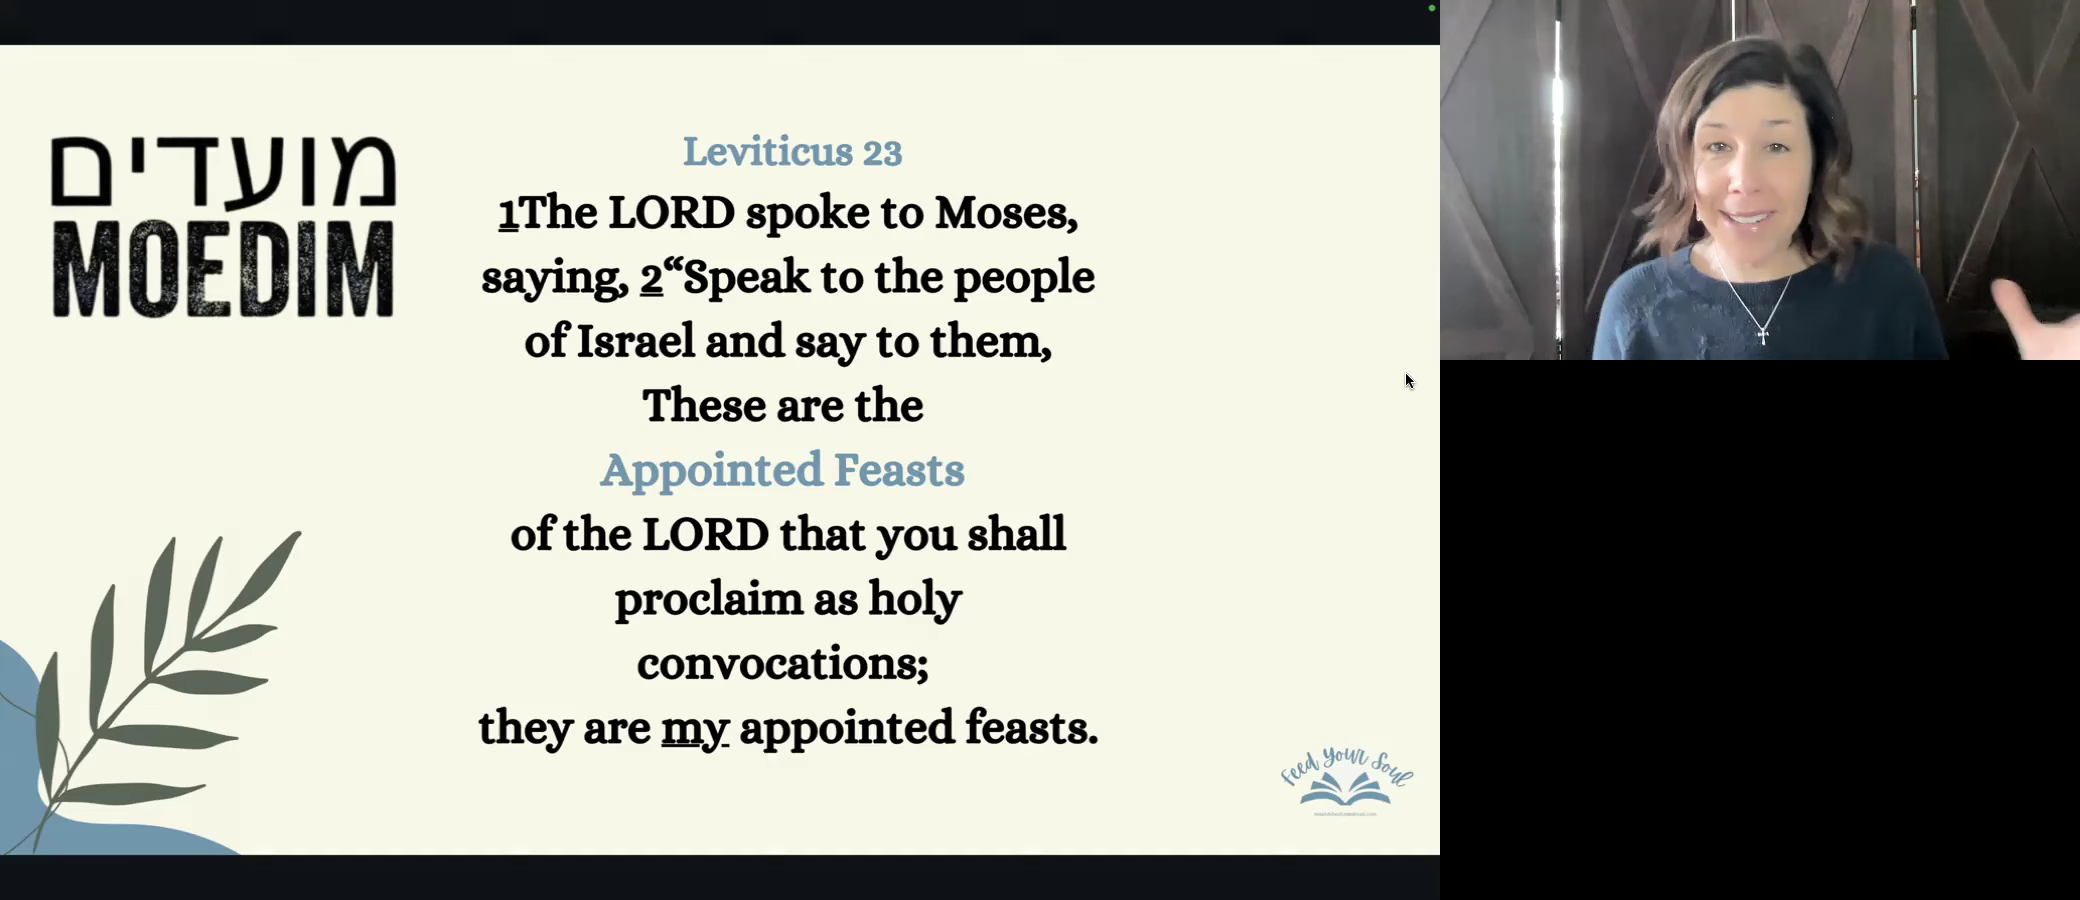 מועדים
MOEDIM
Leviticus 23
1The LORD spoke to Moses,
saying, 2“Speak to the people
of Israel and say to them,
These are the
Appointed Feasts
of the LORD that you shall
proclaim as holy
convocations;
they are my appointed feasts.
Feed Your Soul